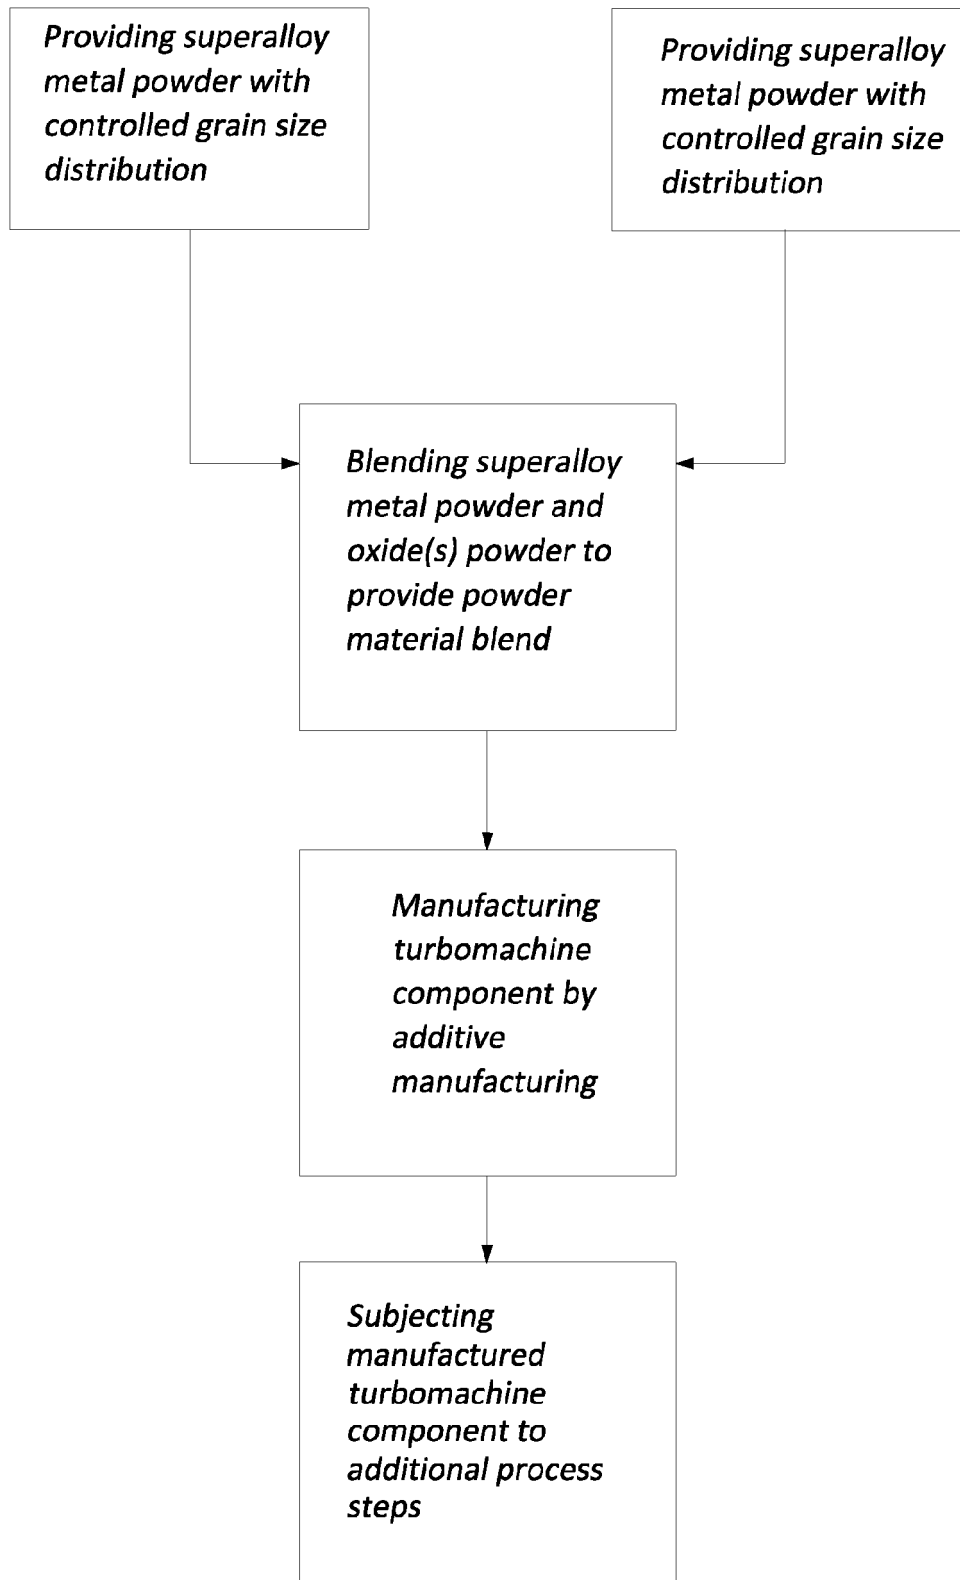 Providing superalloy
metal powder with
controlled grain size
distribution
Providing superalloy
metal powder with
controlled grain size
distribution
Blending superalloy
metal powder and
oxide(s) powder to
provide powder
material blend
Manufacturing
turbomachine
component by
additive
manufacturing
Subjecting
manufactured
turbomachine
component to
additional process
steps